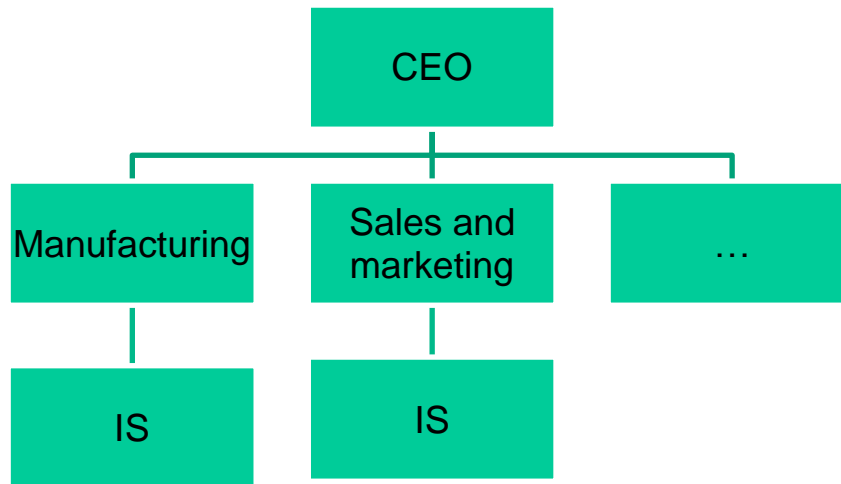 CEO
Manufacturing
Sales and
marketing
…
IS
IS